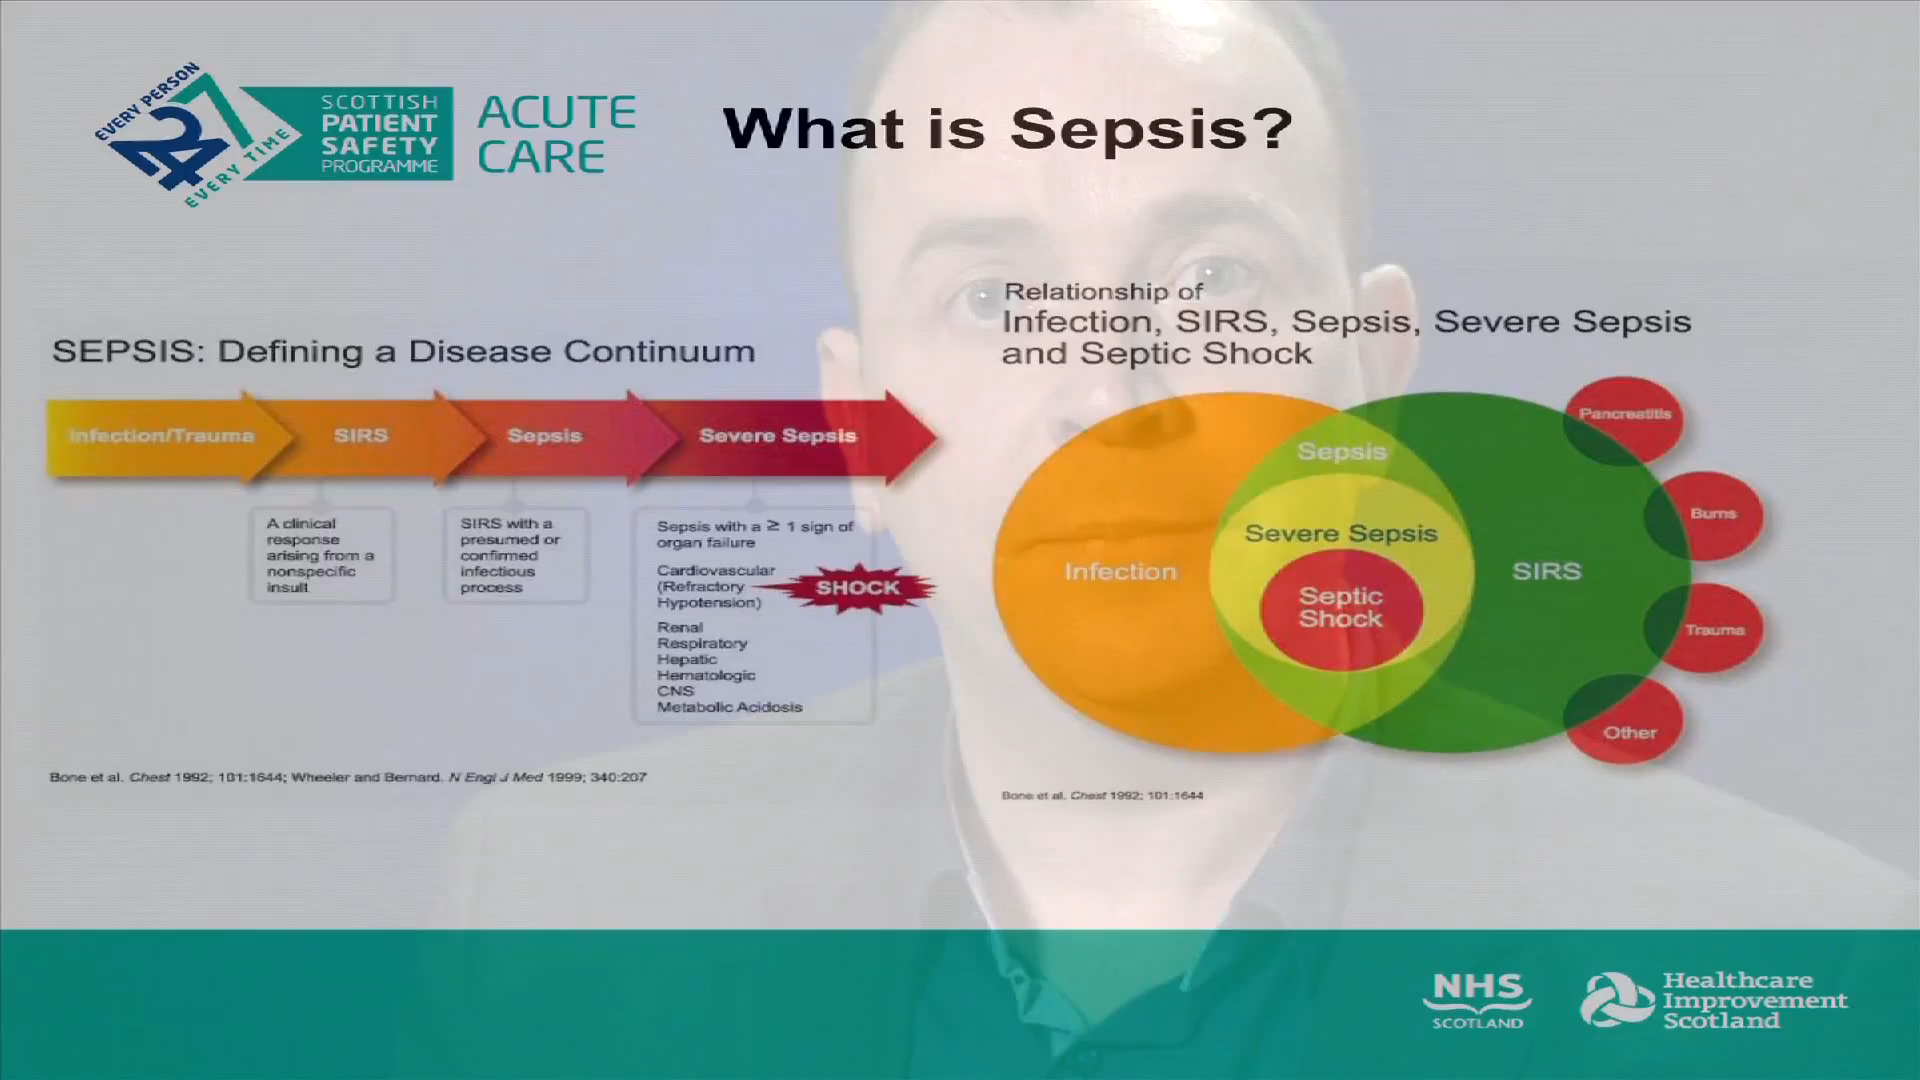 EVERY PERSON
24/7
EVERY TIME
SCOTTISH
PATIENT
SAFETY
PROGRAMME
ACUTE
CARE
What is Sepsis?
SEPSIS: Defining a Disease Continuum
Infection/Trauma
SIRS
Sepsis
Severe Sepsis
A clinical
response
arising from a
nonspecific
insult
SIRS with a
presumed or
confirmed
infectious
process
Sepsis with a ≥ 1 sign of
organ failure
Cardiovascular
(Refractory
Hypotension)
SHOCK
Renal
Respiratory
Hepatic
Hematologic
CNS
Metabolic Acidosis
Bone et al. Chest 1992; 101:1644; Wheeler and Bernard. N Engl J Med 1999; 340:207
Relationship of
Infection, SIRS, Sepsis, Severe Sepsis
and Septic Shock
Infection
Sepsis
Severe Sepsis
Septic
Shock
SIRS
Pancreatitis
Burns
Trauma
Other
Bone et al. Chest 1992; 101:1644
NHS
SCOTLAND
Healthcare
Improvement
Scotland